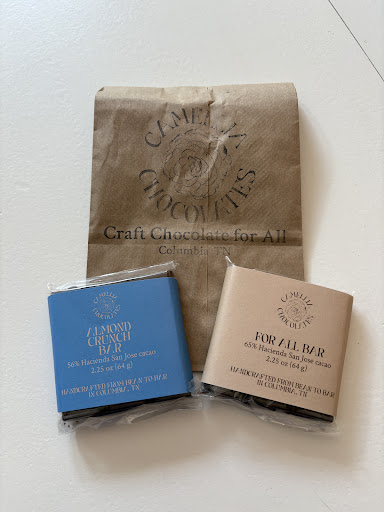 CAMELLIA
CHOCOLATES
Craft Chocolate for All
Columbia, TN
CAMELLIA
CHOCOLATES
ALMOND
CRUNCH
BAR
56% Hacienda San Jose cacao
2.25 oz (64 g)
HANDCRAFTED FROM BEAN TO BAR
IN COLUMBIA, TN
CAMELLIA
CHOCOLATES
FOR ALL BAR
65% Hacienda San Jose cacao
2.25 oz (64 g)
HANDCRAFTED FROM BEAN TO BAR
IN COLUMBIA, TN